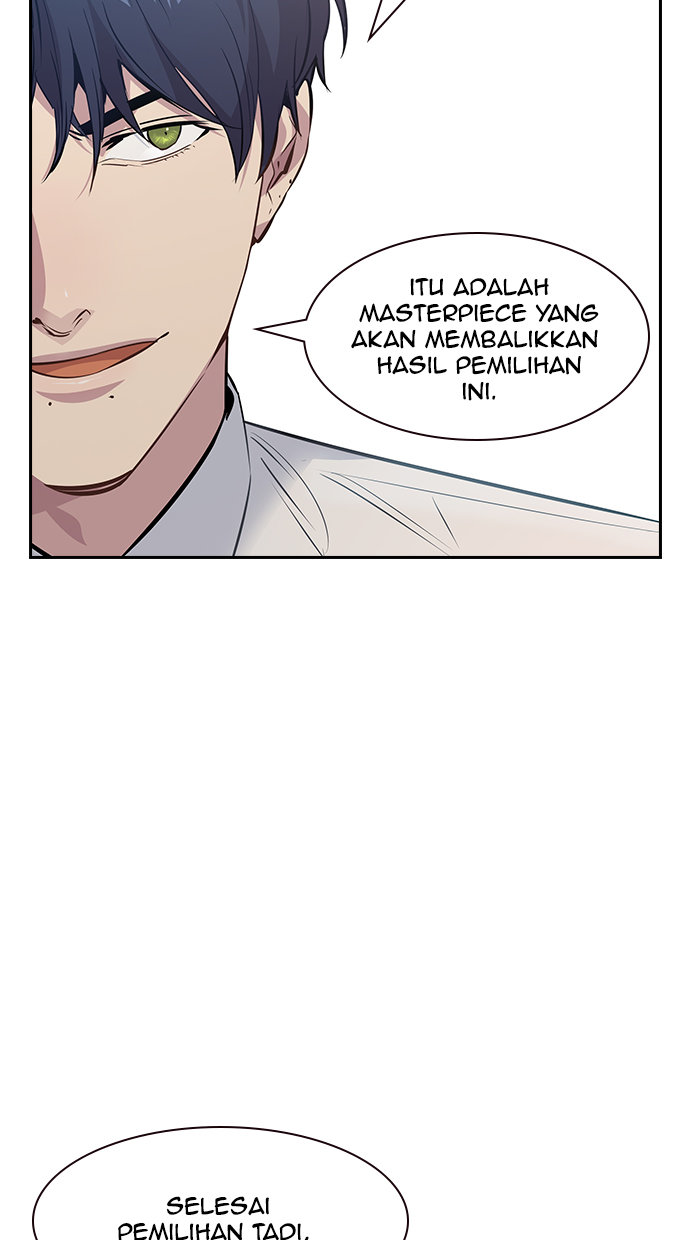 ITU ADALAH
MASTERPIECE YANG
AKAN MEMBALIKKAN
HASIL PEMILIHAN
INI.
SELESAI
PEMILIHAN TADI,